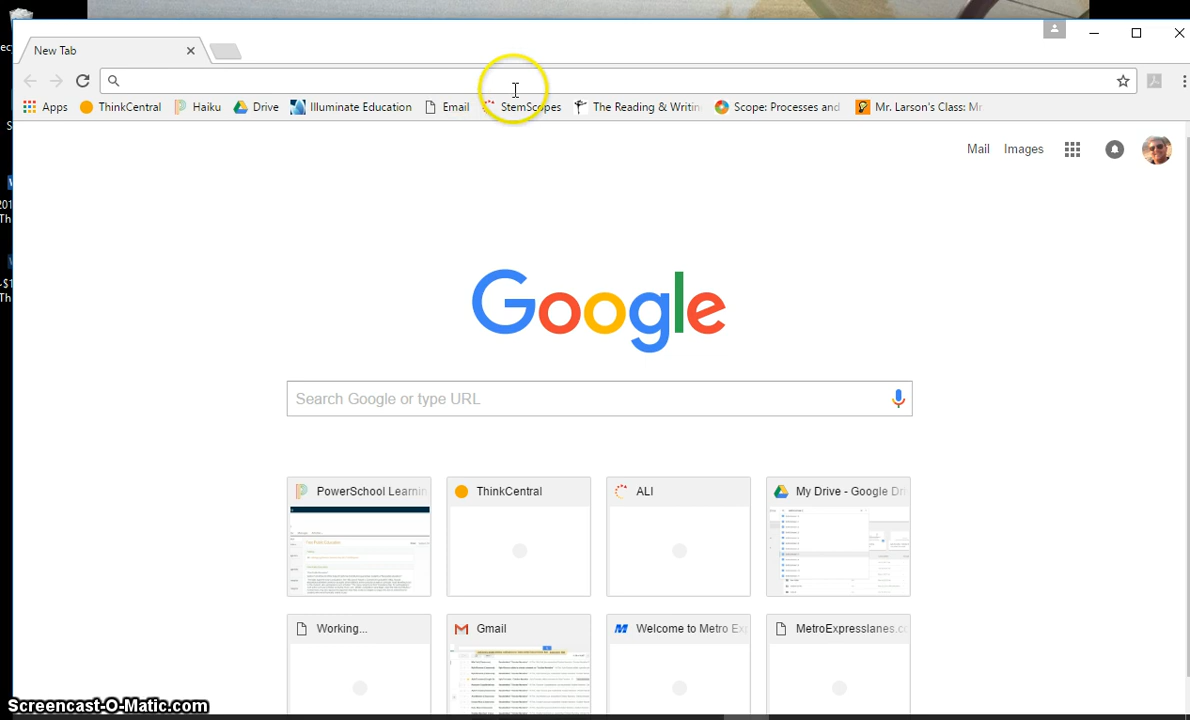 New Tab
Apps ThinkCentral Haiku Drive Illuminate Education Email StemScopes The Reading & Writin Scope: Processes and Mr. Larson's Class: Mr
Mail Images
Google
Search Google or type URL
PowerSchool Learnin ThinkCentral ALI My Drive - Google Dri
Working... Gmail Welcome to Metro Exp MetroExpresslanes.co
Screencast-O-Matic.com